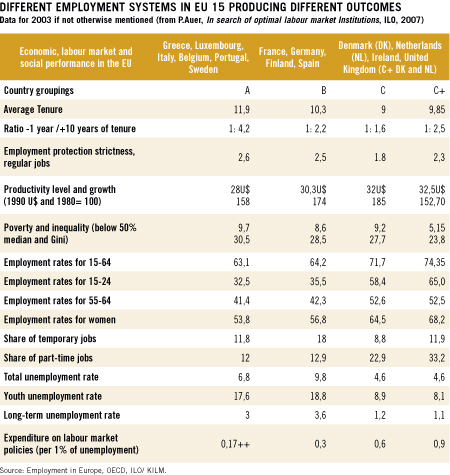 DIFFERENT EMPLOYMENT SYSTEMS IN EU 15 PRODUCING DIFFERENT OUTCOMES
Data for 2003 if not otherwise mentioned (from P.Auer, In search of optimal labour market Institutions, ILO, 2007)
Economic, labour market and social performance in the EU
Greece, Luxembourg, Italy, Belgium, Portugal, Sweden
France, Germany, Finland, Spain
Denmark (DK), Netherlands (NL), Ireland, United Kingdom (C+ DK and NL)
Country groupings A B C C+
Average Tenure 11,9 10,3 9 9,85
Ratio -1 year /+10 years of tenure 1: 4,2 1: 2,2 1: 1,6 1: 2,5
Employment protection strictness, regular jobs 2,6 2,5 1.8 2,3
Productivity level and growth 28U$ 30,3U$ 32U$ 32,5U$
(1990 U$ and 1980= 100) 158 174 185 152,70
Poverty and inequality (below 50% 9,7 8,6 9,2 5,15
median and Gini) 30,5 28,5 27,7 23,8
Employment rates for 15-64 63,1 64,2 71,7 74,35
Employment rates for 15-24 32,5 35,5 58,4 65,0
Employment rates for 55-64 41,4 42,3 52,6 52,5
Employment rates for women 53,8 56,8 64,5 68,2
Share of temporary jobs 11,8 18 8,8 11,9
Share of part-time jobs 12 12,9 22,9 33,2
Total unemployment rate 6,8 9,8 4,6 4,6
Youth unemployment rate 17,6 18,8 8,9 8,1
Long-term unemployment rate 3 3,6 1,2 1,1
Expenditure on labour market policies (per 1% of unemployment) 0,17++ 0,3 0,6 0,9
Source: Employment in Europe, OECD, ILO/ KILM.